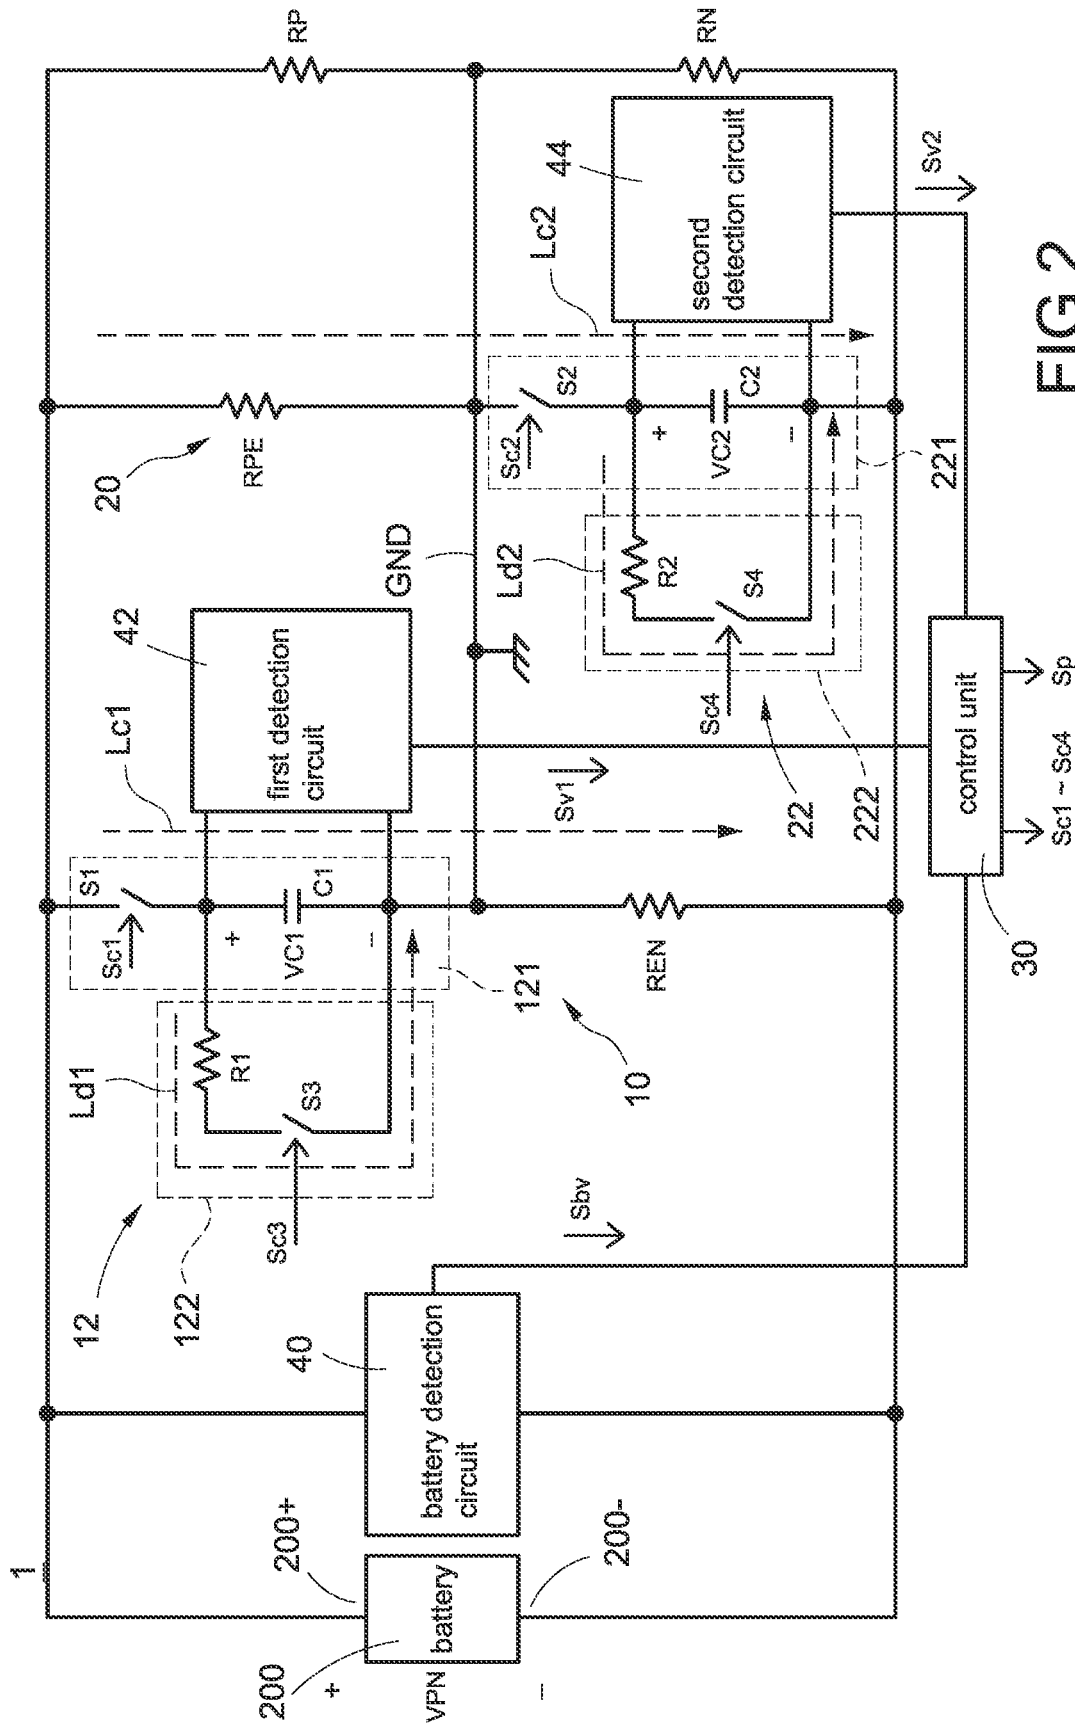 1
200
200+
200-
+
VPN
−
battery
40
battery detection
circuit
Sbv
12
122
Ld1
Sc3
R1
S3
Sc1
S1
+
VC1
C1
−
121
10
Lc1
42
first detection
circuit
Sv1
REN
GND
20
RPE
RP
RN
Ld2
R2
S4
Sc4
22
222
Sc2
S2
+
VC2
C2
−
221
Lc2
44
second
detection circuit
Sv2
30
control unit
Sc1 ~ Sc4
Sp
FIG 2